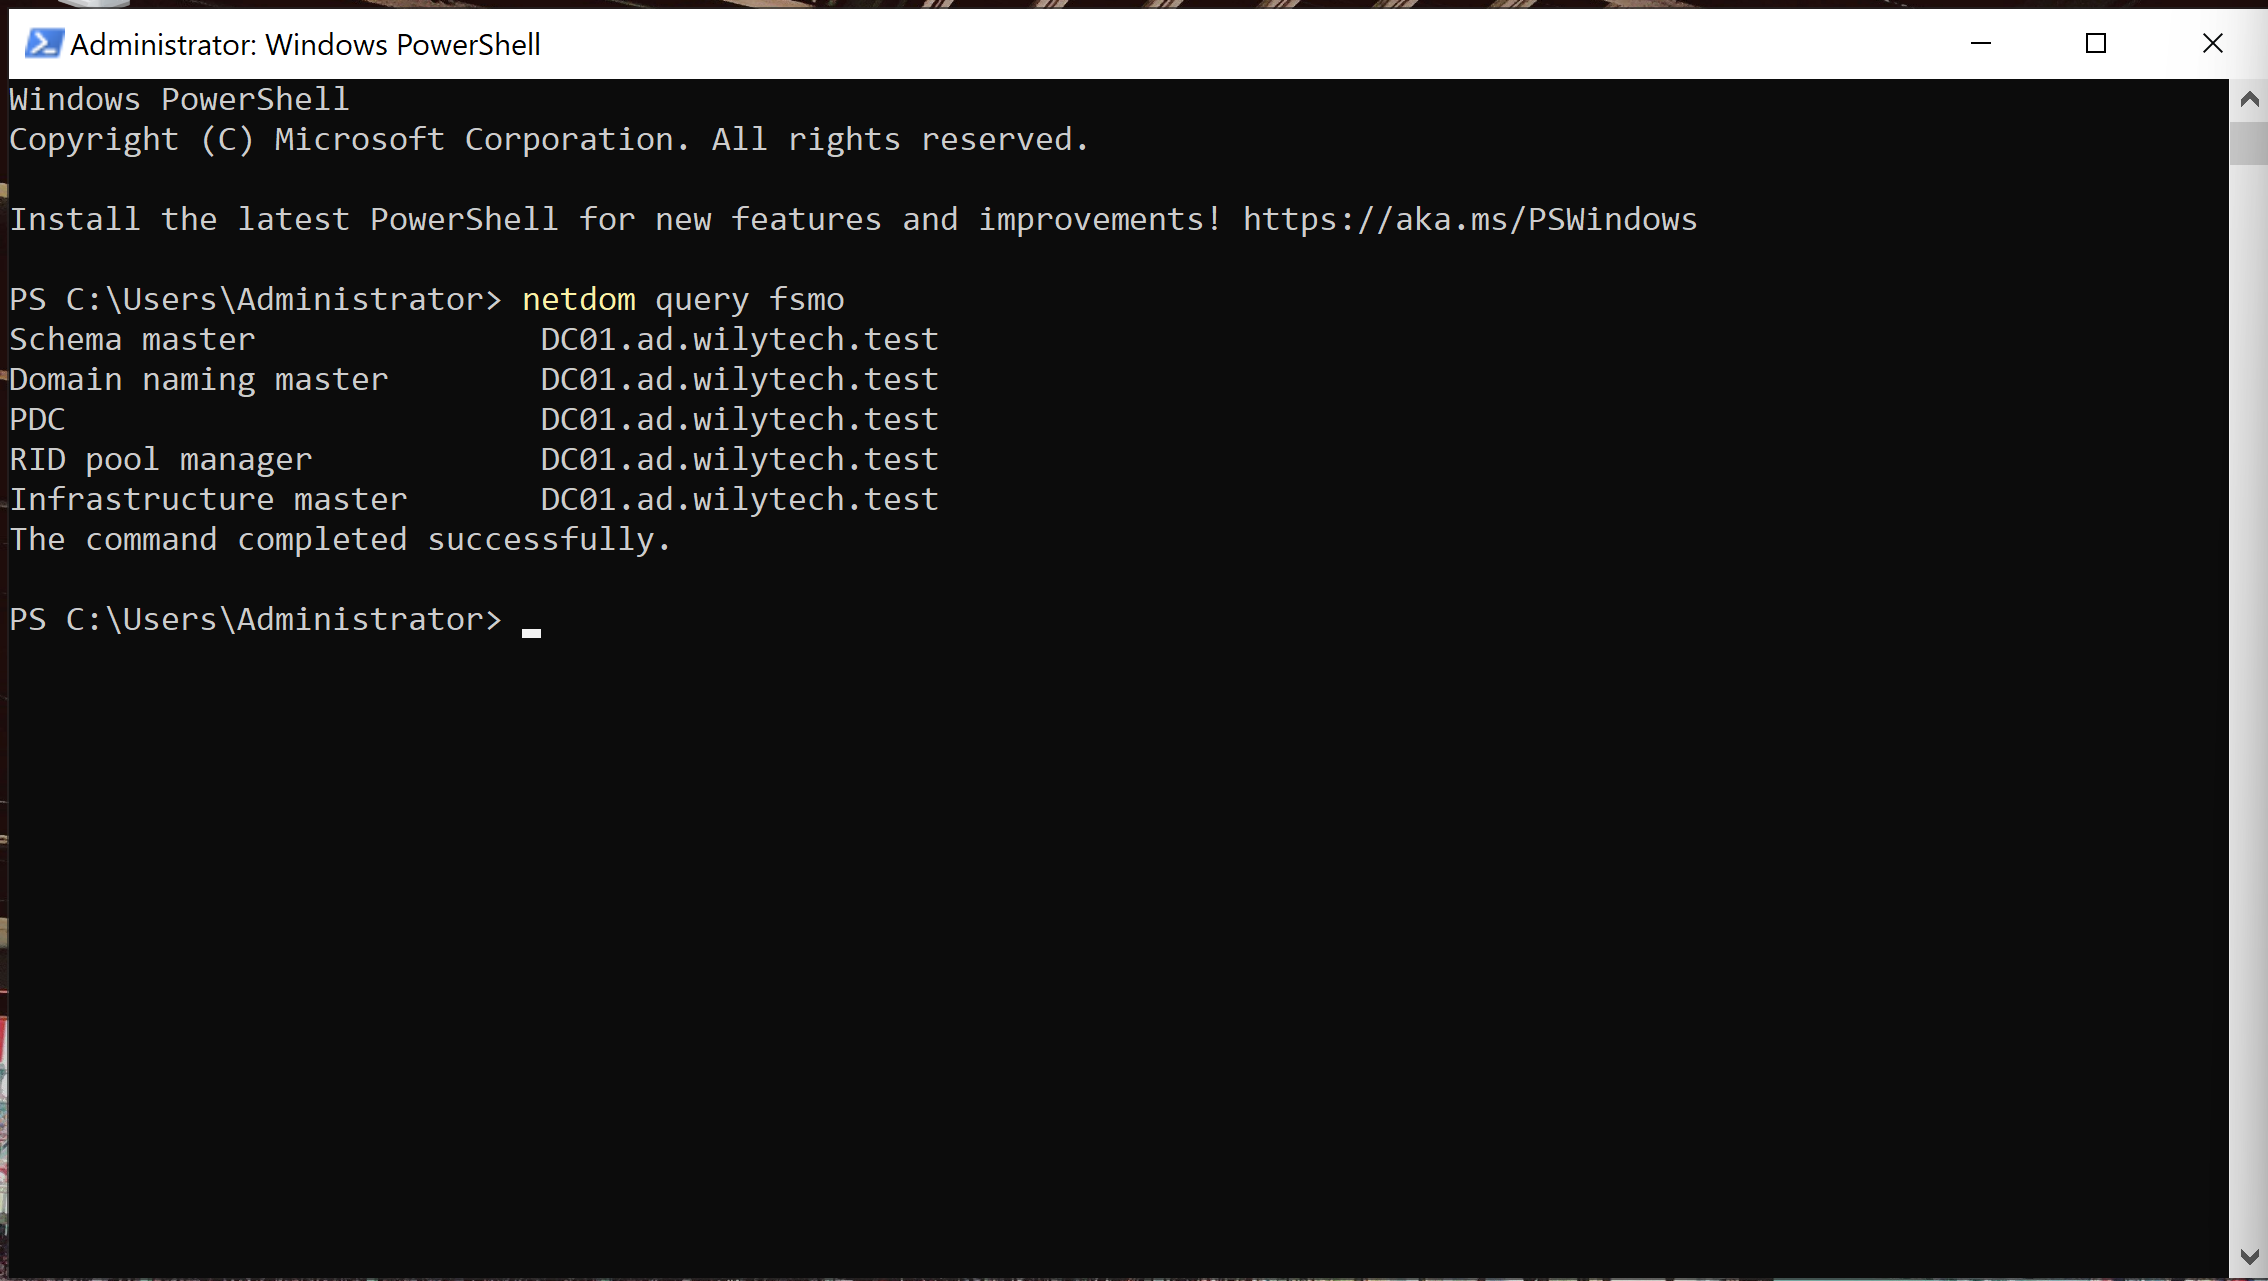 Administrator: Windows PowerShell
Windows PowerShell
Copyright (C) Microsoft Corporation. All rights reserved.
Install the latest PowerShell for new features and improvements! https://aka.ms/PSWindows
PS C:\Users\Administrator> netdom query fsmo
Schema master               DC01.ad.wilytech.test
Domain naming master        DC01.ad.wilytech.test
PDC                         DC01.ad.wilytech.test
RID pool manager            DC01.ad.wilytech.test
Infrastructure master       DC01.ad.wilytech.test
The command completed successfully.
PS C:\Users\Administrator>